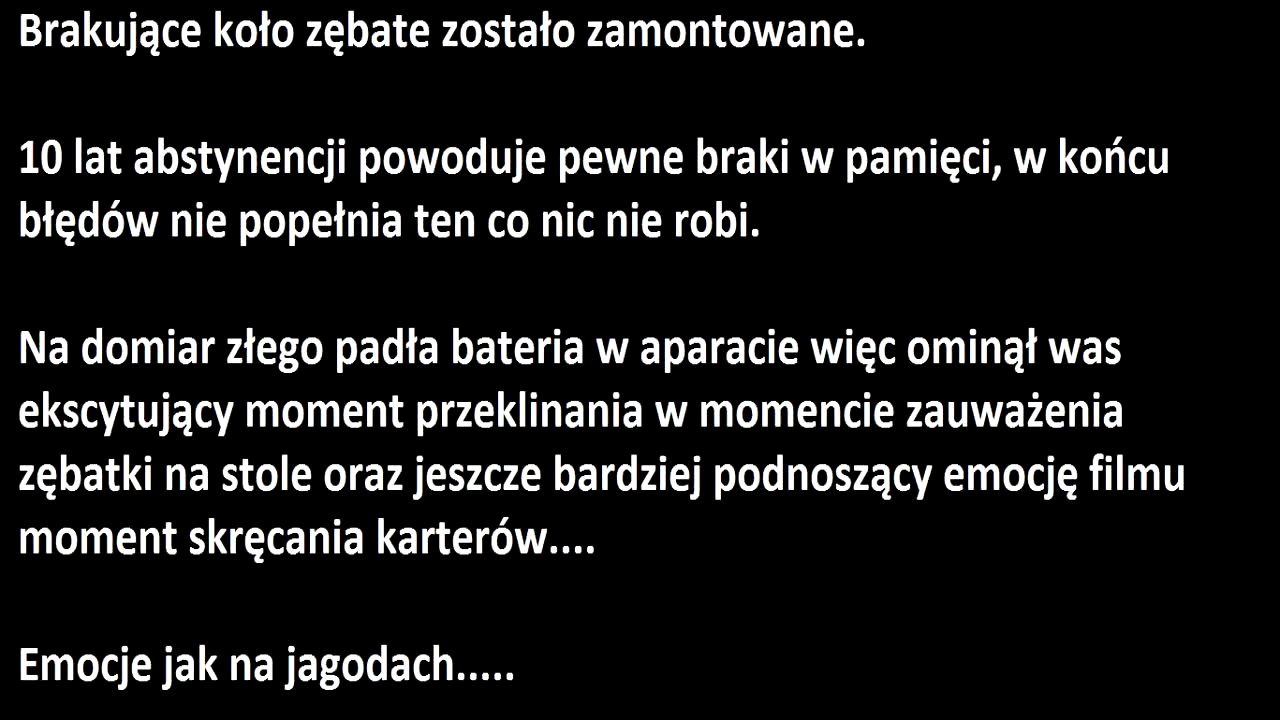 Brakujące koło zębate zostało zamontowane.
10 lat abstynencji powoduje pewne braki w pamięci, w końcu
błędów nie popełnia ten co nic nie robi.
Na domiar złego padła bateria w aparacie więc ominął was
ekscytujący moment przeklinania w momencie zauważenia
zębatki na stole oraz jeszcze bardziej podnoszący emocję filmu
moment skręcania karterów....
Emocje jak na jagodach.....